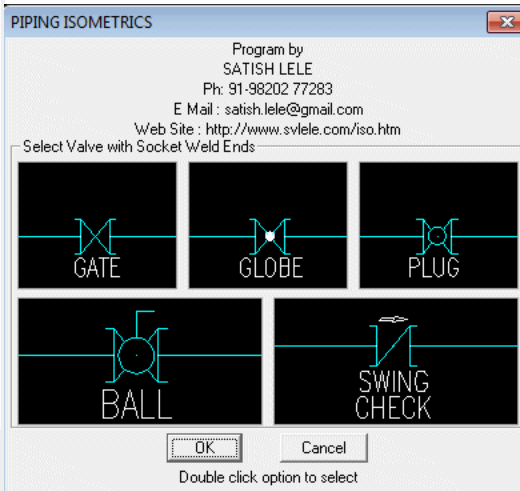 PIPING ISOMETRICS
Program by
SATISH LELE
Ph: 91-98202 77283
E Mail : satish.lele@gmail.com
Web Site : http://www.svlele.com/iso.htm
Select Valve with Socket Weld Ends
GATE
GLOBE
PLUG
BALL
SWING
CHECK
OK
Cancel
Double click option to select